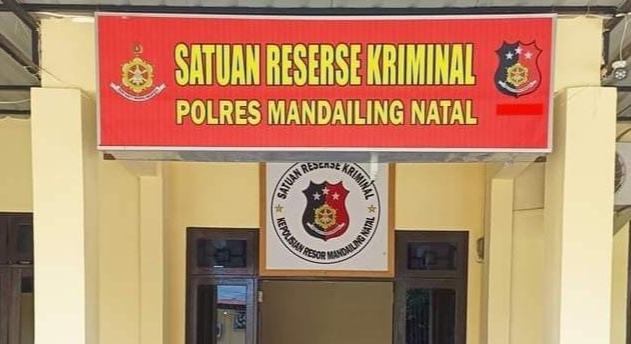 SATUAN RESERSE KRIMINAL
POLRES MANDAILING NATAL
SATUAN RESERSE KRIMINAL
KEPOLISIAN RESOR MANDAILING NATAL